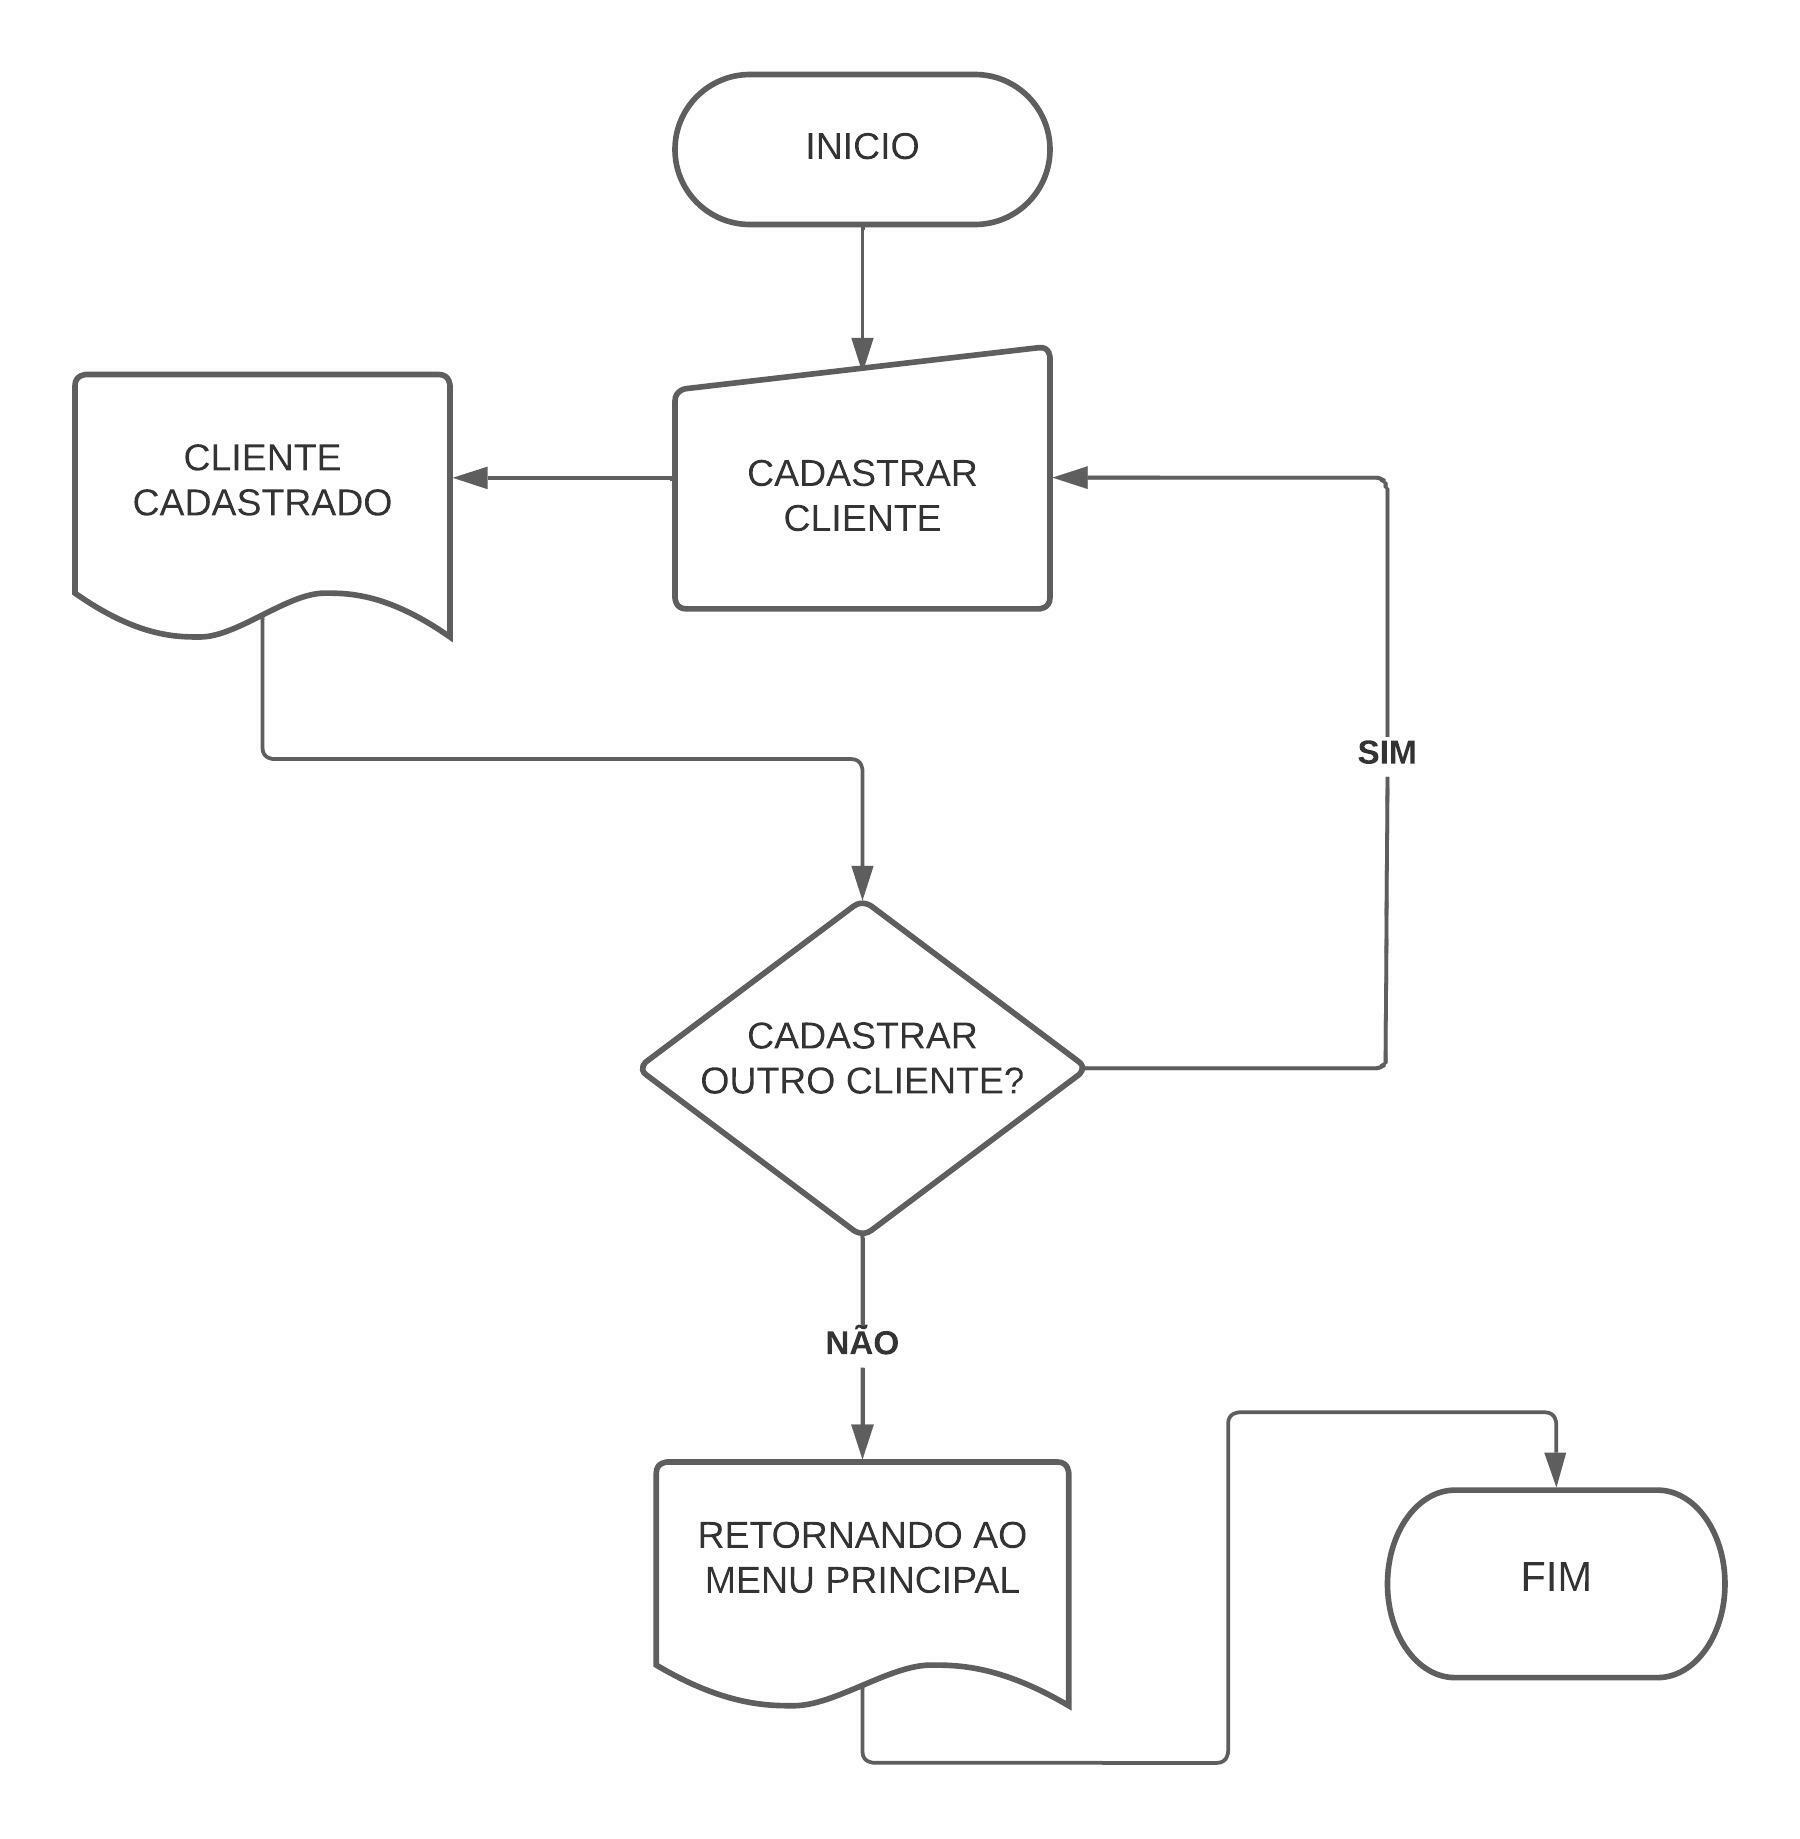 INICIO
CADASTRAR
CLIENTE
CLIENTE
CADASTRADO
CADASTRAR
OUTRO CLIENTE?
SIM
NÃO
RETORNANDO AO
MENU PRINCIPAL
FIM